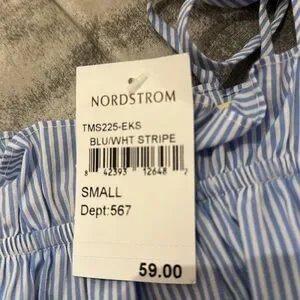 NORDSTROM
TMS225-EKS
BLU/WHT STRIPE
8 42393 12648 7
SMALL
Dept:567
59.00